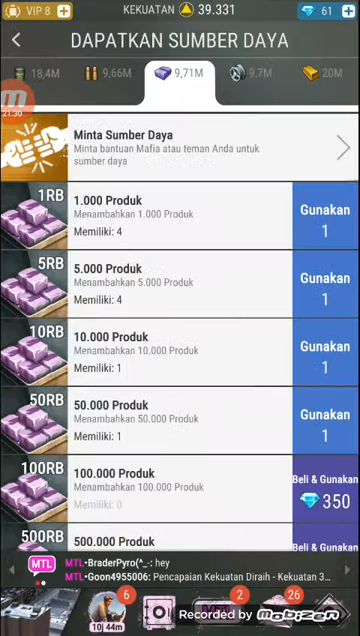 VIP 8
KEKUATAN 39.331
61
DAPATKAN SUMBER DAYA
18,4M
9,66M
9,71M
9,7M
20M
21:30
Minta Sumber Daya
Minta bantuan Mafia atau teman Anda untuk
sumber daya
1RB
1.000 Produk
Menambahkan 1.000 Produk
Memiliki: 4
Gunakan
1
5RB
5.000 Produk
Menambahkan 5.000 Produk
Memiliki: 4
Gunakan
1
10RB
10.000 Produk
Menambahkan 10.000 Produk
Memiliki: 1
Gunakan
1
50RB
50.000 Produk
Menambahkan 50.000 Produk
Memiliki: 1
Gunakan
1
100RB
100.000 Produk
Menambahkan 100.000 Produk
Memiliki: 0
Beli & Gunakan
350
500RB
500.000 Produk
Beli & Gunakan
MTL
MTL•BraderPyro(^_-: hey
MTL•Goon4955006: Pencapaian Kekuatan Diraih - Kekuatan 3...
6
2
26
10j 44m
Recorded by Mobizen